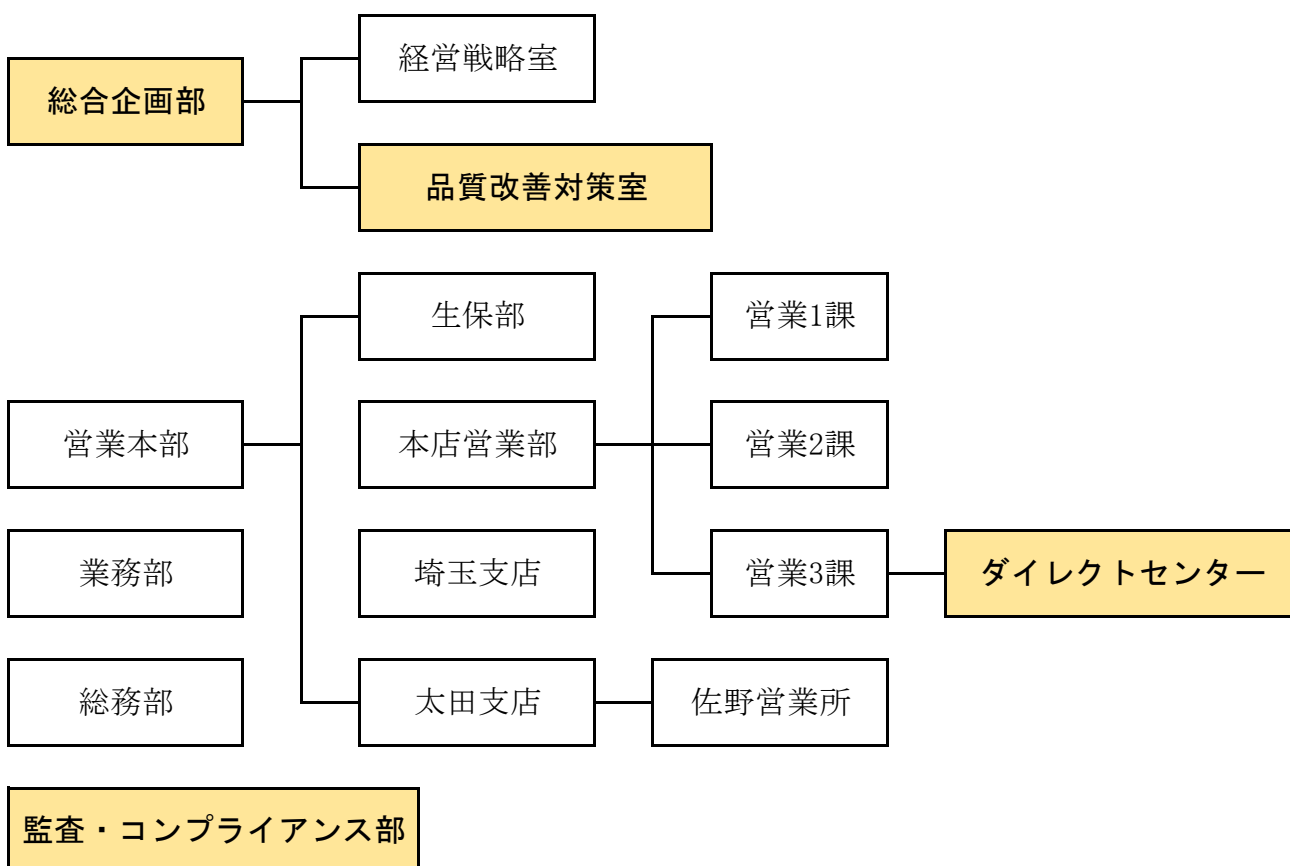 経営戦略室
総合企画部
品質改善対策室
生保部
営業1課
営業本部
本店営業部
営業2課
業務部
埼玉支店
営業3課
ダイレクトセンター
総務部
太田支店
佐野営業所
監査・コンプライアンス部